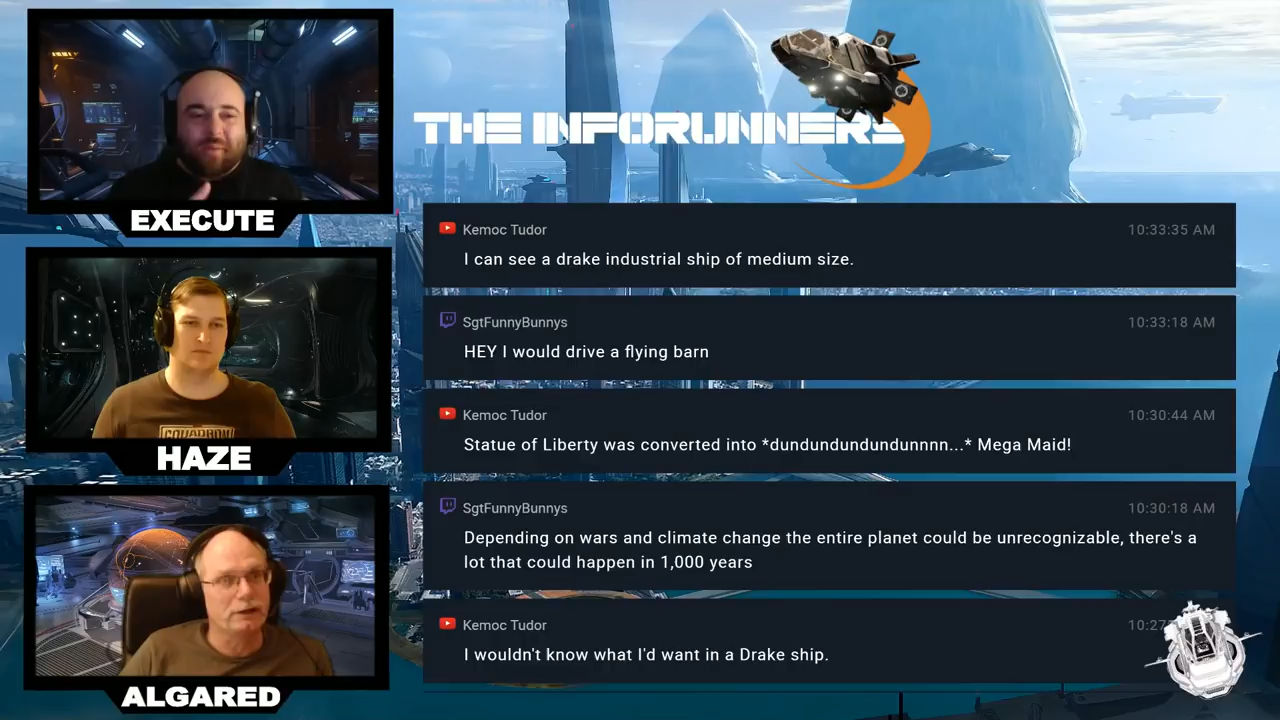 THE INFORUNNERS
EXECUTE
HAZE
SQUADRON
ALGARED
Kemoc Tudor 10:33:35 AM
I can see a drake industrial ship of medium size.
SgtFunnyBunnys 10:33:18 AM
HEY I would drive a flying barn
Kemoc Tudor 10:30:44 AM
Statue of Liberty was converted into *dundundundundunnnn...* Mega Maid!
SgtFunnyBunnys 10:30:18 AM
Depending on wars and climate change the entire planet could be unrecognizable, there's a
lot that could happen in 1,000 years
Kemoc Tudor 10:27
I wouldn't know what I'd want in a Drake ship.